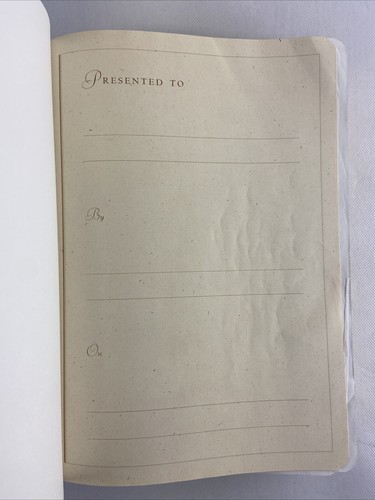 Presented to
By
On